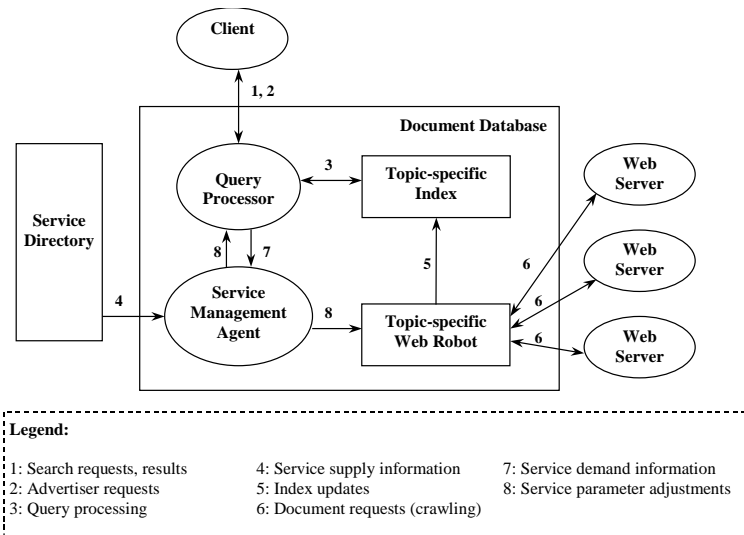 Client
1, 2
Document Database
Query
Processor
3
Topic-specific
Index
Web
Server
Service
Directory
8
7
5
6
Web
Server
4
Service
Management
Agent
8
Topic-specific
Web Robot
6
6
Web
Server
Legend:
1: Search requests, results
2: Advertiser requests
3: Query processing
4: Service supply information
5: Index updates
6: Document requests (crawling)
7: Service demand information
8: Service parameter adjustments